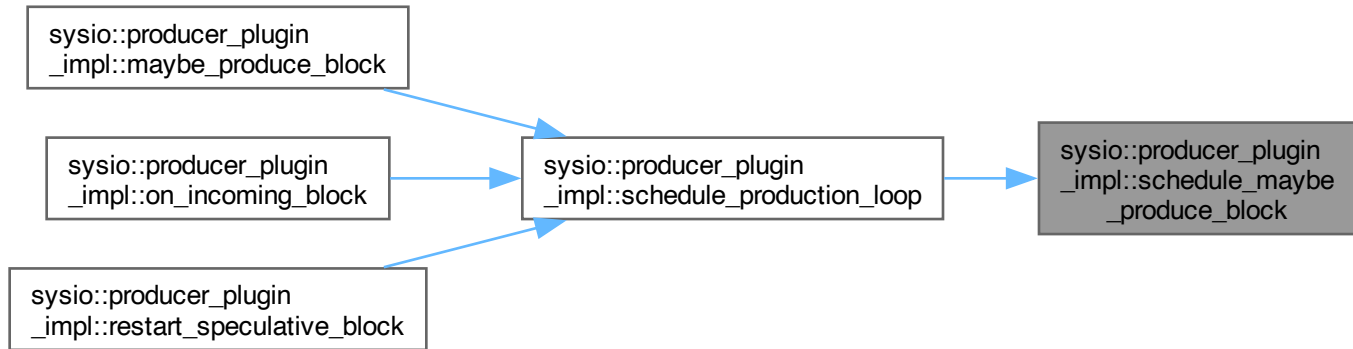 sysio::producer_plugin
_impl::maybe_produce_block
sysio::producer_plugin
_impl::on_incoming_block
sysio::producer_plugin
_impl::restart_speculative_block
sysio::producer_plugin
_impl::schedule_production_loop
sysio::producer_plugin
_impl::schedule_maybe
_produce_block